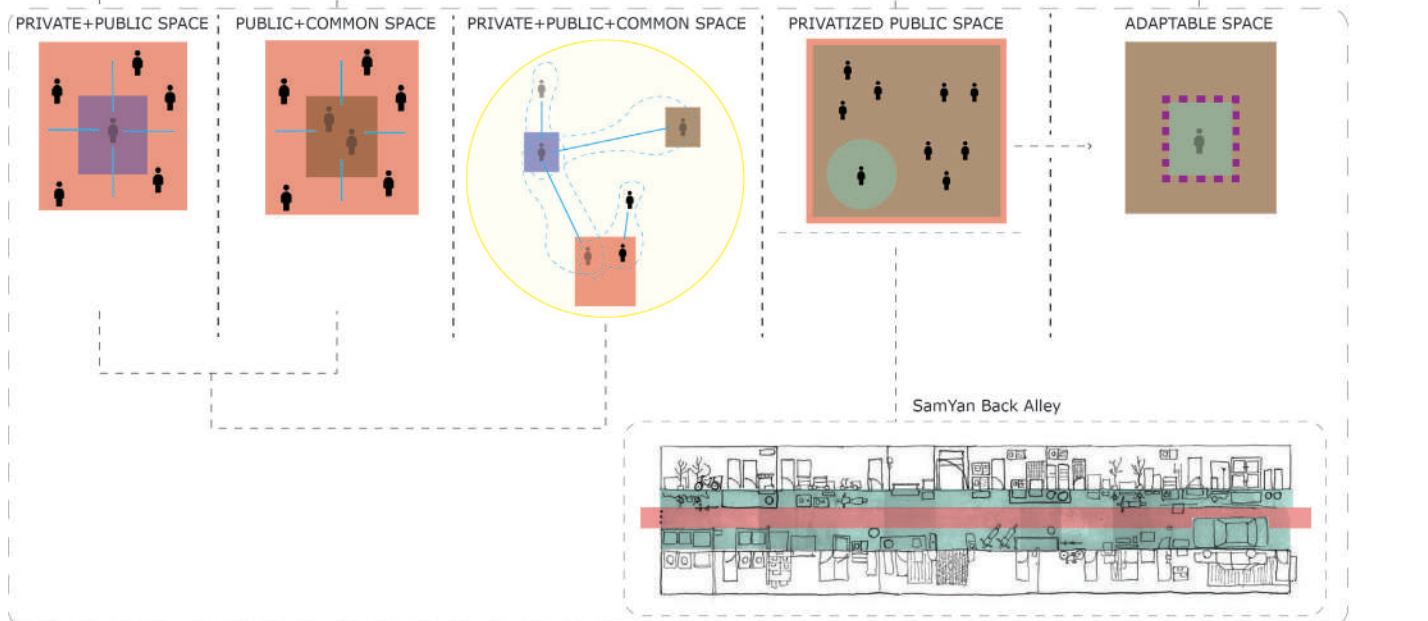 PRIVATE+PUBLIC SPACE
PUBLIC+COMMON SPACE
PRIVATE+PUBLIC+COMMON SPACE
PRIVATIZED PUBLIC SPACE
ADAPTABLE SPACE
SamYan Back Alley